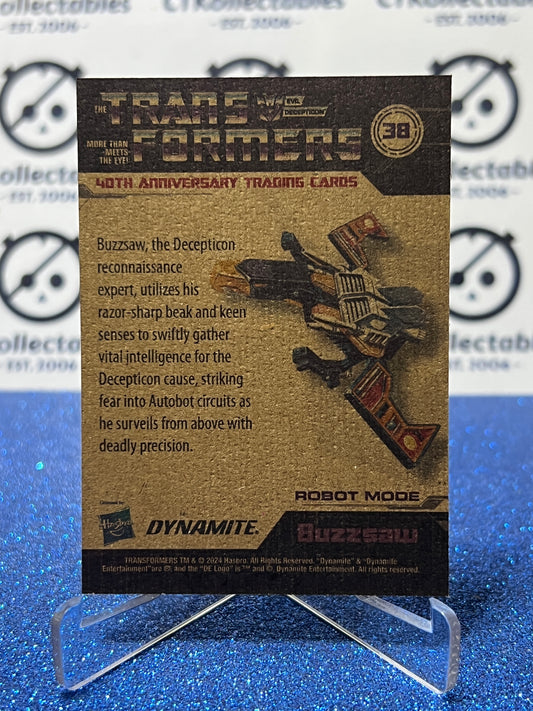 CTKollectables
EST. 2006
THE TRANSFORMERS
EVIL DECEPTICON
MORE THAN
MEETS
THE EYE!
38
40TH ANNIVERSARY TRADING CARDS
Buzzsaw, the Decepticon
reconnaissance
expert, utilizes his
razor-sharp beak and keen
senses to swiftly gather
vital intelligence for the
Decepticon cause, striking
fear into Autobot circuits as
he surveils from above with
deadly precision.
ROBOT MODE
Buzzsaw
Licensed by:
Hasbro
DYNAMITE.
TRANSFORMERS TM & © 2024 Hasbro. All Rights Reserved. "Dynamite" & "Dynamite
Entertainment" are ®, and the "DE Logo" is ™ and ©, Dynamite Entertainment. All rights reserved.